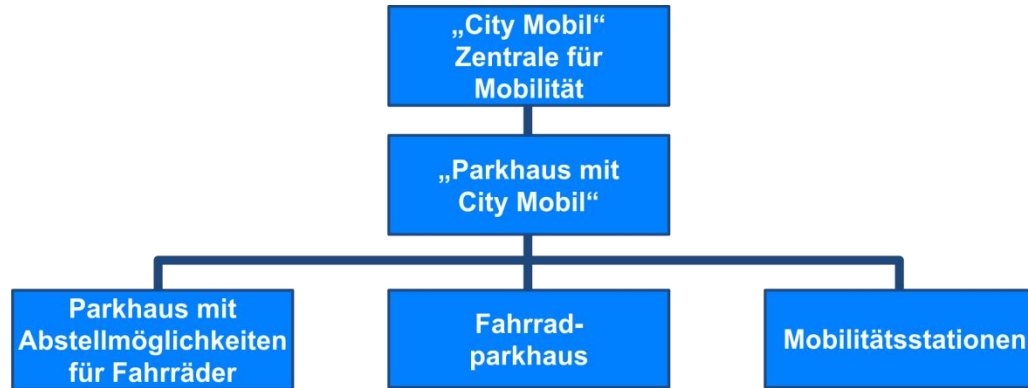 „City Mobil“
Zentrale für
Mobilität
„Parkhaus mit
City Mobil“
Parkhaus mit
Abstellmöglichkeiten
für Fahrräder
Fahrrad-
parkhaus
Mobilitätsstationen